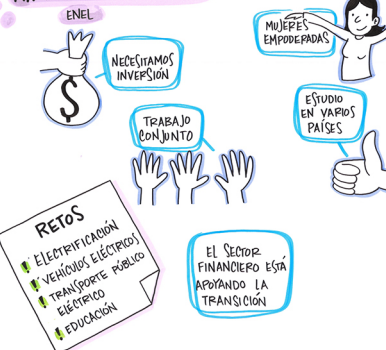 ENEL
NECESITAMOS
INVERSIÓN
$
MUJERES
EMPODERADAS
TRABAJO
CONJUNTO
ESTUDIO
EN VARIOS
PAÍSES
RETOS
! ELECTRIFICACIÓN
! VEHÍCULOS ELÉCTRICOS
! TRANSPORTE PÚBLICO
ELÉCTRICO
! EDUCACIÓN
EL SECTOR
FINANCIERO ESTÁ
APOYANDO LA
TRANSICIÓN